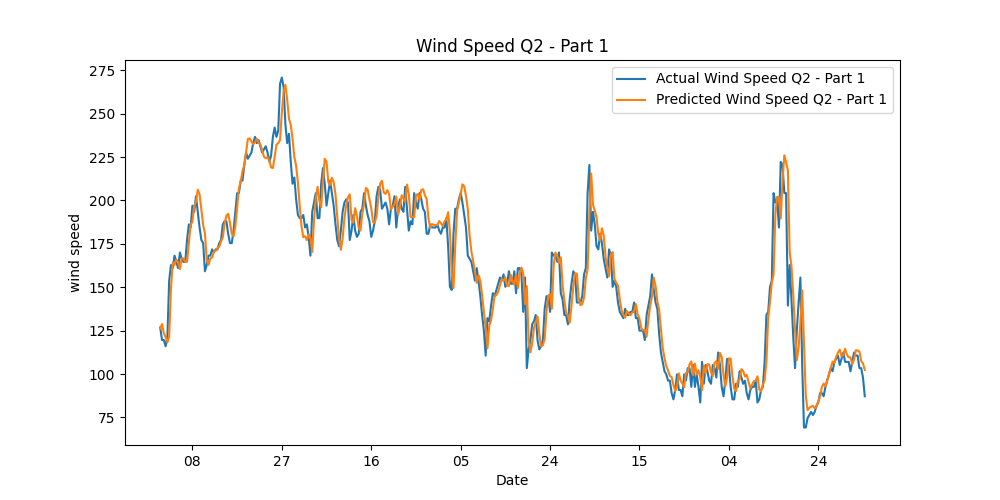 Wind Speed Q2 - Part 1
Actual Wind Speed Q2 - Part 1
Predicted Wind Speed Q2 - Part 1
wind speed
275
250
225
200
175
150
125
100
75
08 27 16 05 24 15 04 24
Date